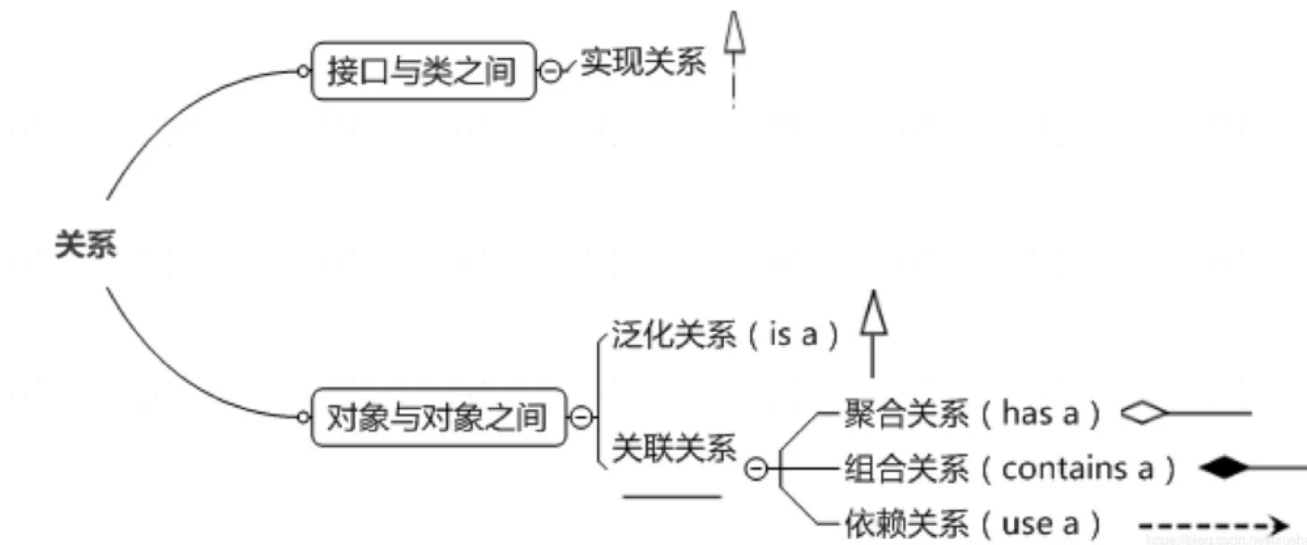 接口与类之间
实现关系
关系
泛化关系（is a）
对象与对象之间
关联关系
聚合关系（has a）
组合关系（contains a）
依赖关系（use a）